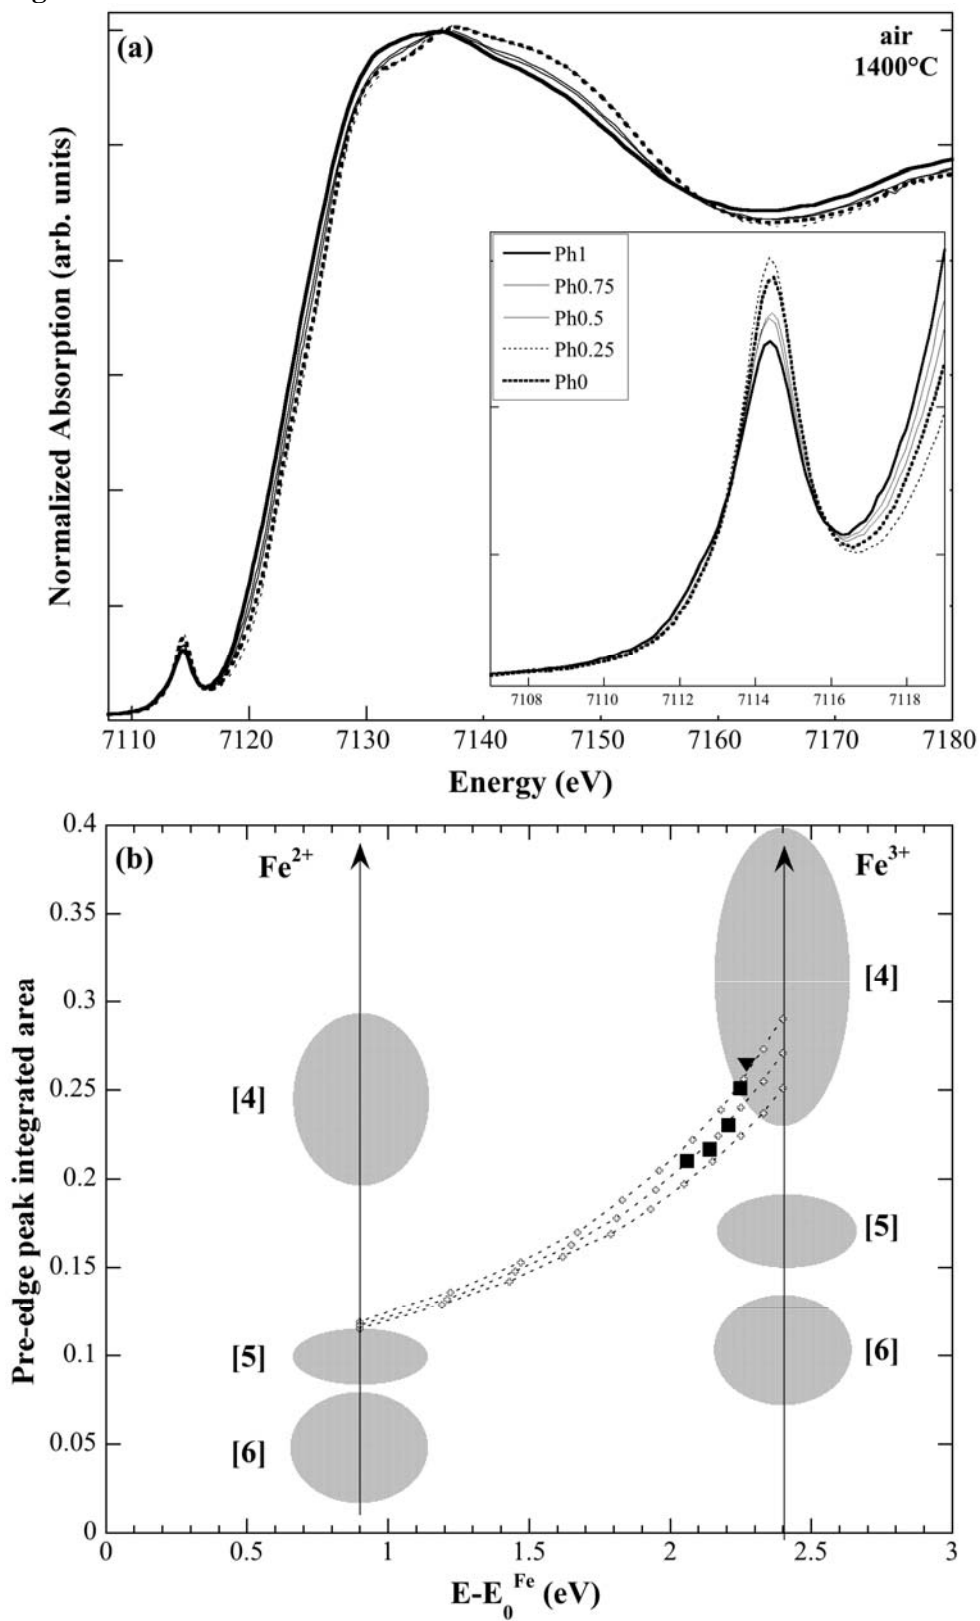 (a)
air
1400°C
Normalized Absorption (arb. units)
Ph1
Ph0.75
Ph0.5
Ph0.25
Ph0
7108 7110 7112 7114 7116 7118
7110 7120 7130 7140 7150 7160 7170 7180
Energy (eV)
(b)
Fe2+
Fe3+
Pre-edge peak integrated area
0.4
0.35
0.3
0.25
0.2
0.15
0.1
0.05
0
[4]
[5]
[6]
[4]
[5]
[6]
0 0.5 1 1.5 2 2.5 3
E-E0Fe (eV)